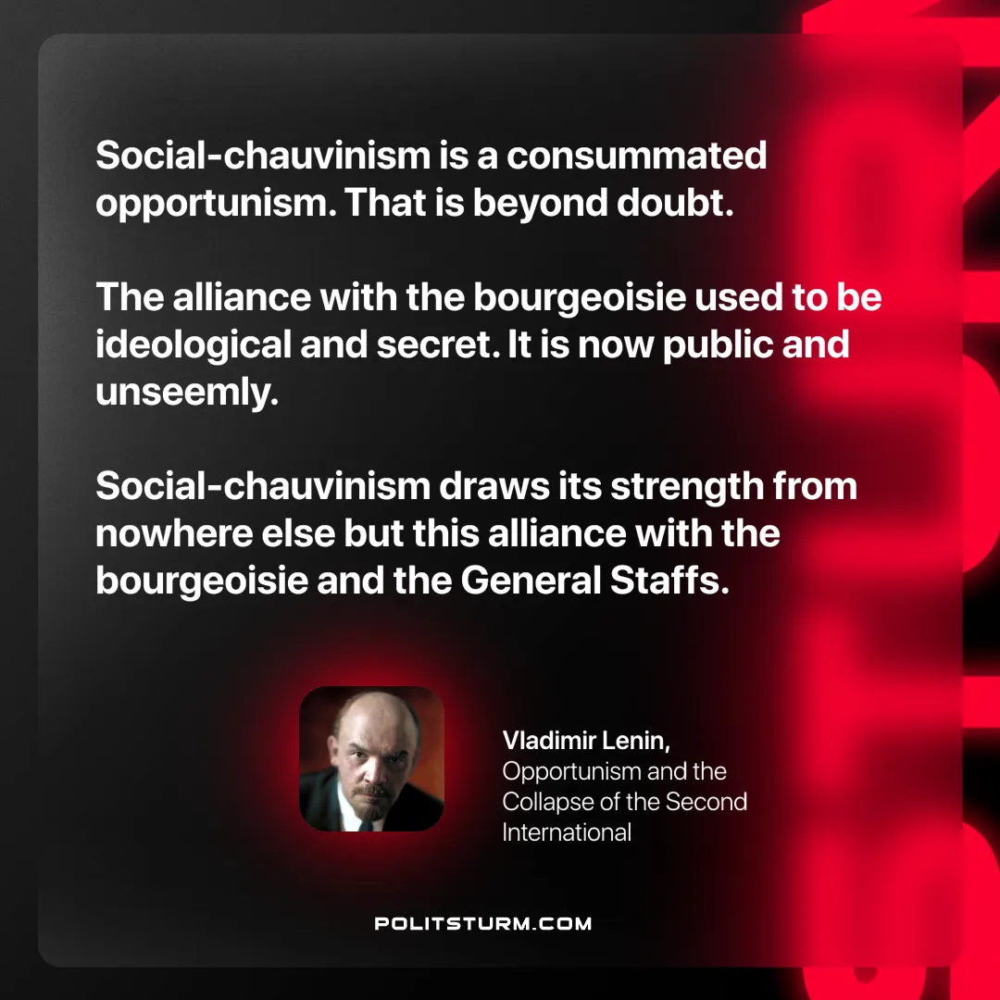 Social-chauvinism is a consummated
opportunism. That is beyond doubt.
The alliance with the bourgeoisie used to be
ideological and secret. It is now public and
unseemly.
Social-chauvinism draws its strength from
nowhere else but this alliance with the
bourgeoisie and the General Staffs.
Vladimir Lenin,
Opportunism and the
Collapse of the Second
International
POLITSTURM.COM